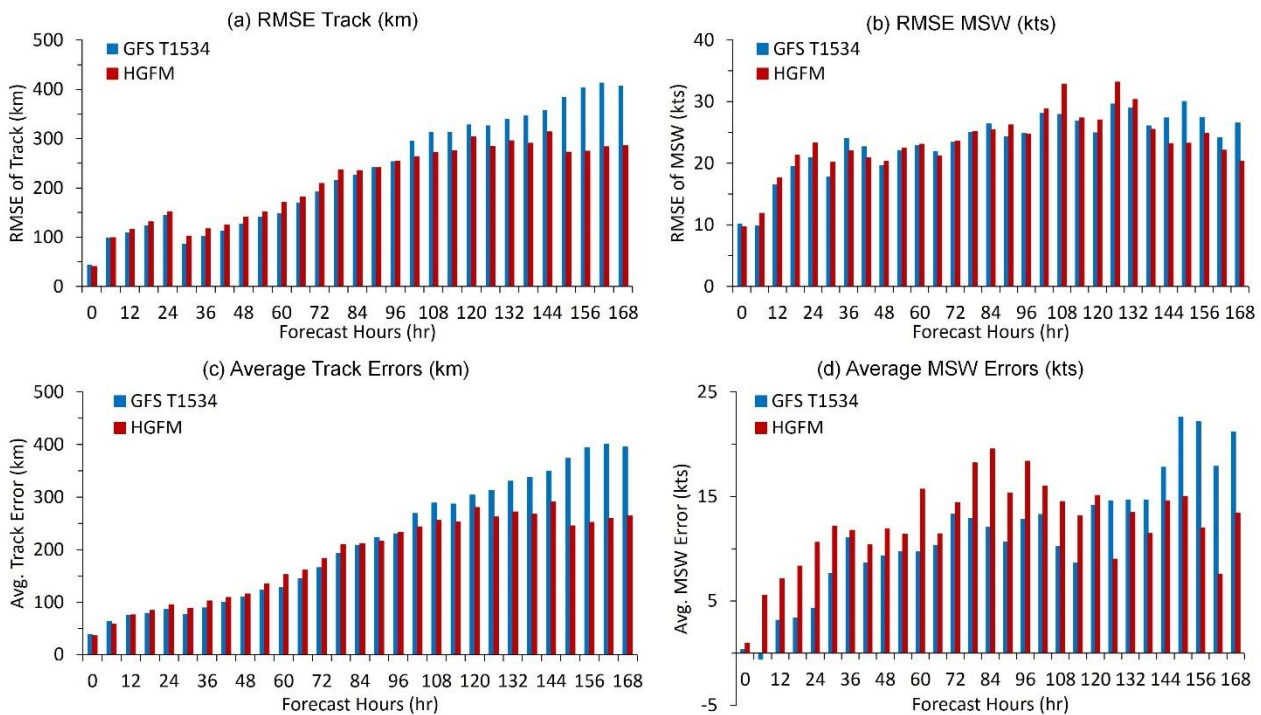 (a) RMSE Track (km)
500
400
300
200
100
0
RMSE of Track (km)
GFS T1534
HGFM
0 12 24 36 48 60 72 84 96 108 120 132 144 156 168
Forecast Hours (hr)
(b) RMSE MSW (kts)
40
30
20
10
0
RMSE of MSW (kts)
GFS T1534
HGFM
0 12 24 36 48 60 72 84 96 108 120 132 144 156 168
Forecast Hours (hr)
(c) Average Track Errors (km)
500
400
300
200
100
0
Avg. Track Error (km)
GFS T1534
HGFM
0 12 24 36 48 60 72 84 96 108 120 132 144 156 168
Forecast Hours (hr)
(d) Average MSW Errors (kts)
25
15
5
-5
Avg. MSW Error (kts)
GFS T1534
HGFM
0 12 24 36 48 60 72 84 96 108 120 132 144 156 168
Forecast Hours (hr)